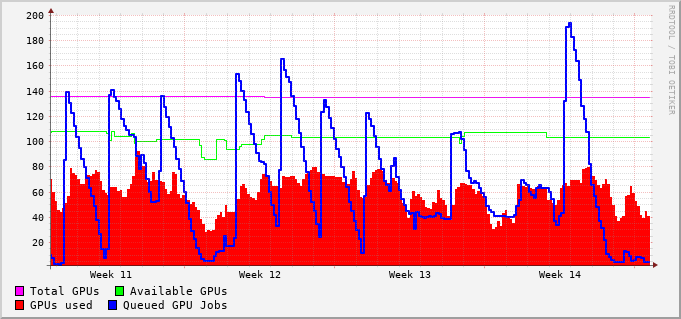 200
180
160
140
120
100
80
60
40
20
Week 11 Week 12 Week 13 Week 14
Total GPUs Available GPUs
GPUs used Queued GPU Jobs
RRDTOOL / TOBI OETIKER